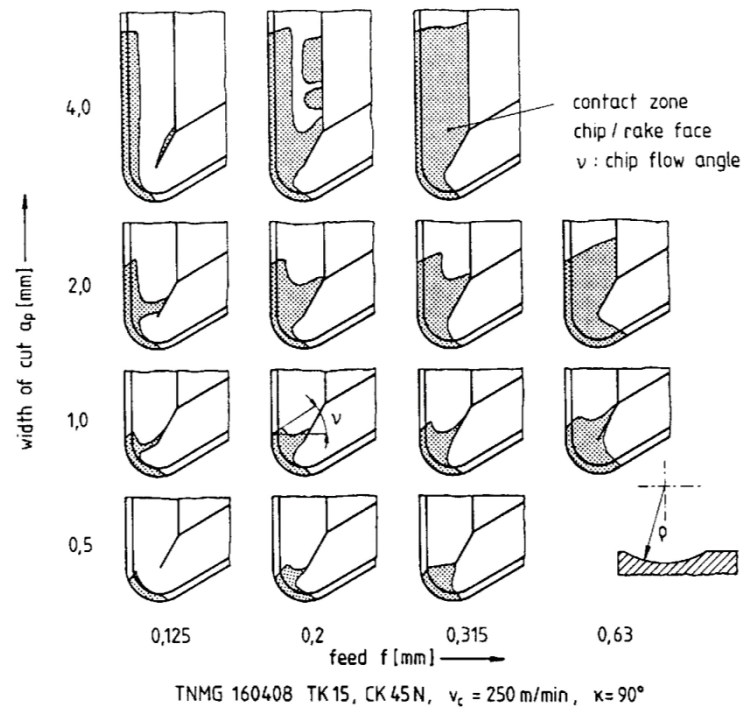 4,0
contact zone
chip / rake face
ν : chip flow angle
width of cut ap [mm]
2,0
1,0
ν
0,5
ρ
0,125 0,2 0,315 0,63
feed f [mm]
TNMG 160408 TK 15, CK 45 N, vc = 250 m/min, κ = 90°